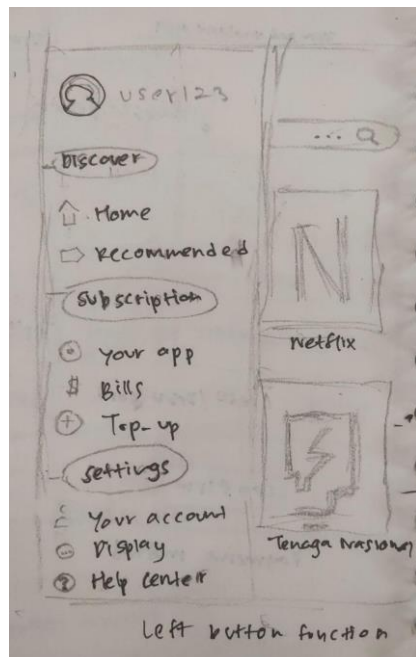 user123
...
Discover
Home
Recommended
N
Subscription
Netflix
Your app
$ Bills
Top-up
Settings
Your account
Display
Tenaga Nasional
Help center
Left button function